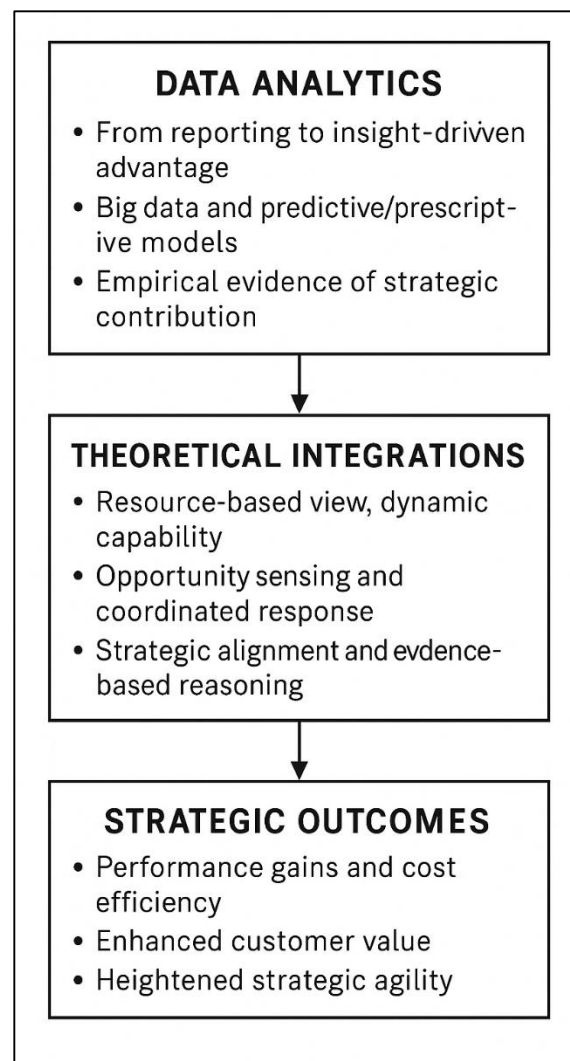 DATA ANALYTICS
• From reporting to insight-driven
advantage
• Big data and predictive/prescript-
ive models
• Empirical evidence of strategic
contribution
THEORETICAL INTEGRATIONS
• Resource-based view, dynamic
capability
• Opportunity sensing and
coordinated response
• Strategic alignment and evdence-
based reasoning
STRATEGIC OUTCOMES
• Performance gains and cost
efficiency
• Enhanced customer value
• Heightened strategic agility